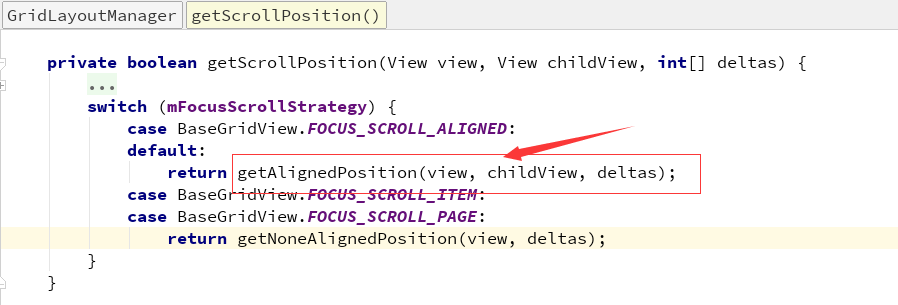 GridLayoutManager getScrollPosition()
private boolean getScrollPosition(View view, View childView, int[] deltas) {
...
switch (mFocusScrollStrategy) {
case BaseGridView.FOCUS_SCROLL_ALIGNED:
default:
return getAlignedPosition(view, childView, deltas);
case BaseGridView.FOCUS_SCROLL_ITEM:
case BaseGridView.FOCUS_SCROLL_PAGE:
return getNoneAlignedPosition(view, deltas);
}
}